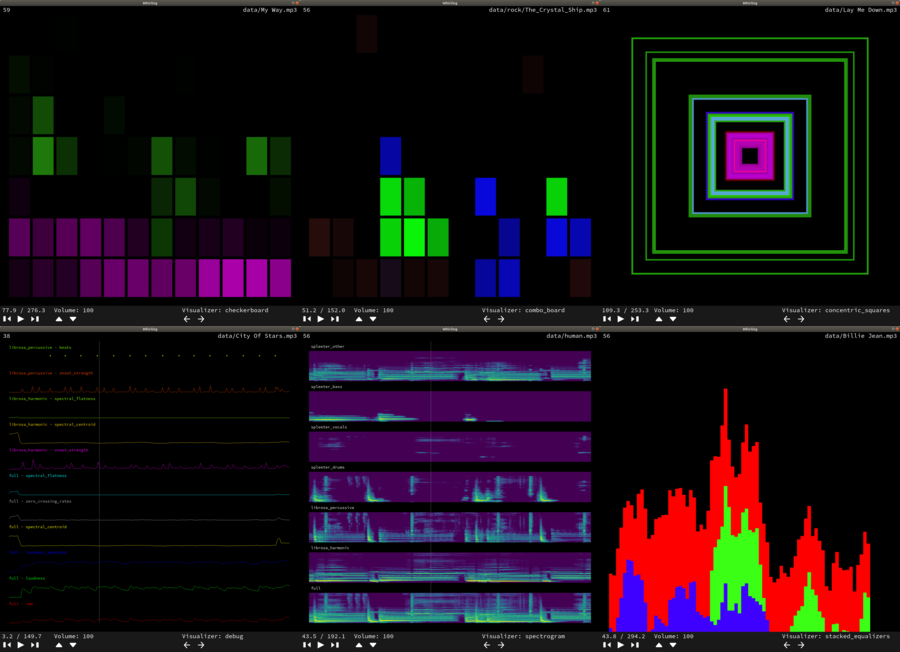 Whirlog
59 data/My Way.mp3
77.9 / 276.3 Volume: 100 Visualizer: checkerboard
56 data/rock/The_Crystal_Ship.mp3
51.2 / 152.0 Volume: 100 Visualizer: combo_board
61 data/Lay Me Down.mp3
109.3 / 253.3 Volume: 100 Visualizer: concentric_squares
38 data/City Of Stars.mp3
librosa_percussive - beats
librosa_percussive - onset_strength
librosa_harmonic - spectral_flatness
librosa_harmonic - spectral_centroid
librosa_harmonic - onset_strength
full - spectral_flatness
full - zero_crossing_rates
full - spectral_centroid
full - loudness
3.2 / 149.7 Volume: 100 Visualizer: debug
56 data/human.mp3
spleeter_other
spleeter_bass
spleeter_vocals
spleeter_drums
librosa_percussive
librosa_harmonic
full
43.5 / 192.1 Volume: 100 Visualizer: spectrogram
56 data/Billie Jean.mp3
43.8 / 294.2 Volume: 100 Visualizer: stacked_equalizers